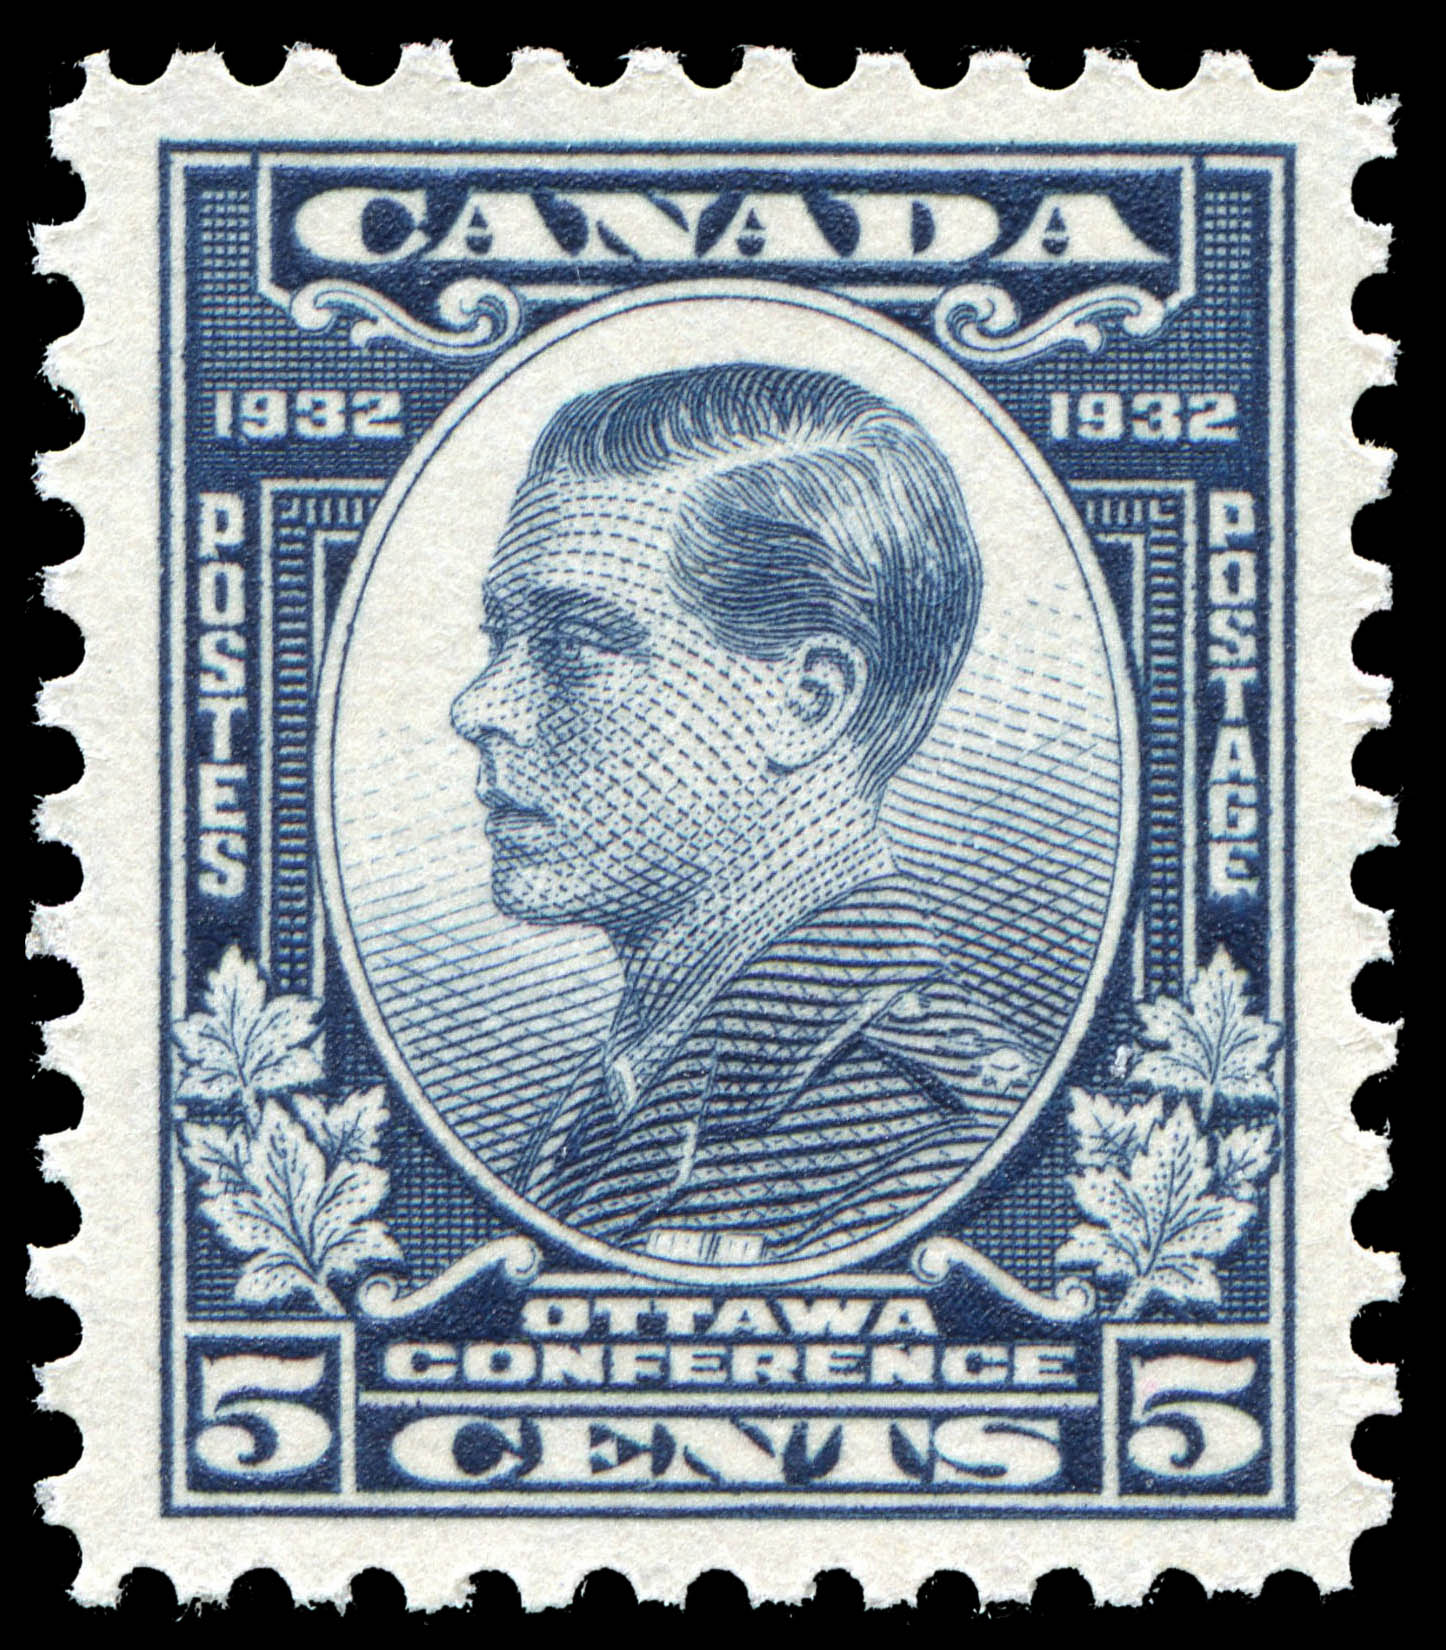 CANADA
1932 1932
POSTES
POSTAGE
OTTAWA
CONFERENCE
5 CENTS 5